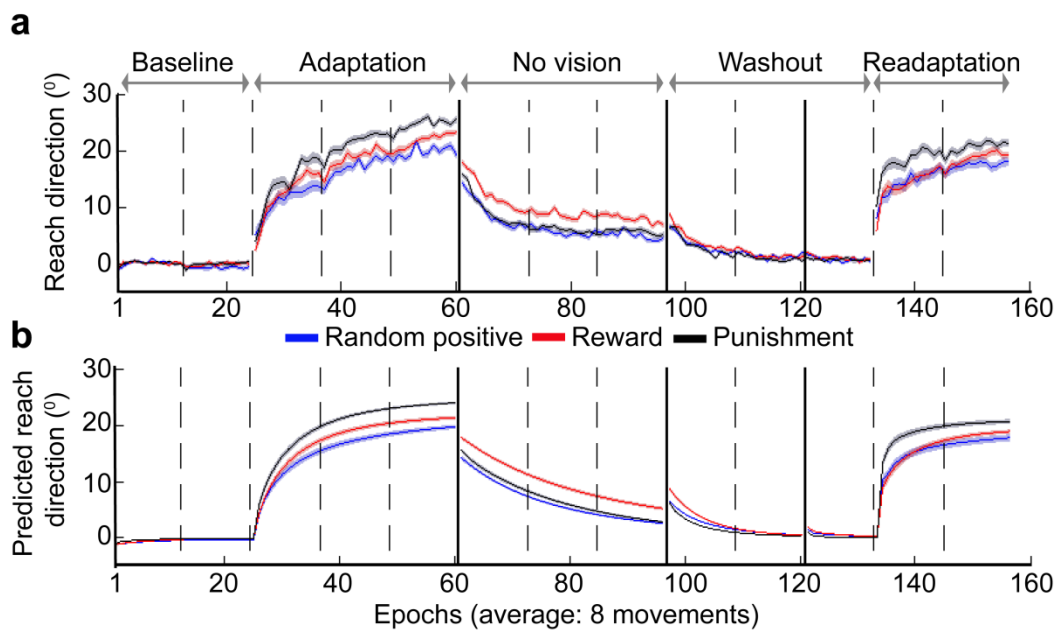 a
Baseline Adaptation No vision Washout Readaptation
Reach direction (⁰)
30
20
10
0
1 20 40 60 80 100 120 140 160
Random positive Reward Punishment
b
Predicted reach
direction (⁰)
30
20
10
0
1 20 40 60 80 100 120 140 160
Epochs (average: 8 movements)